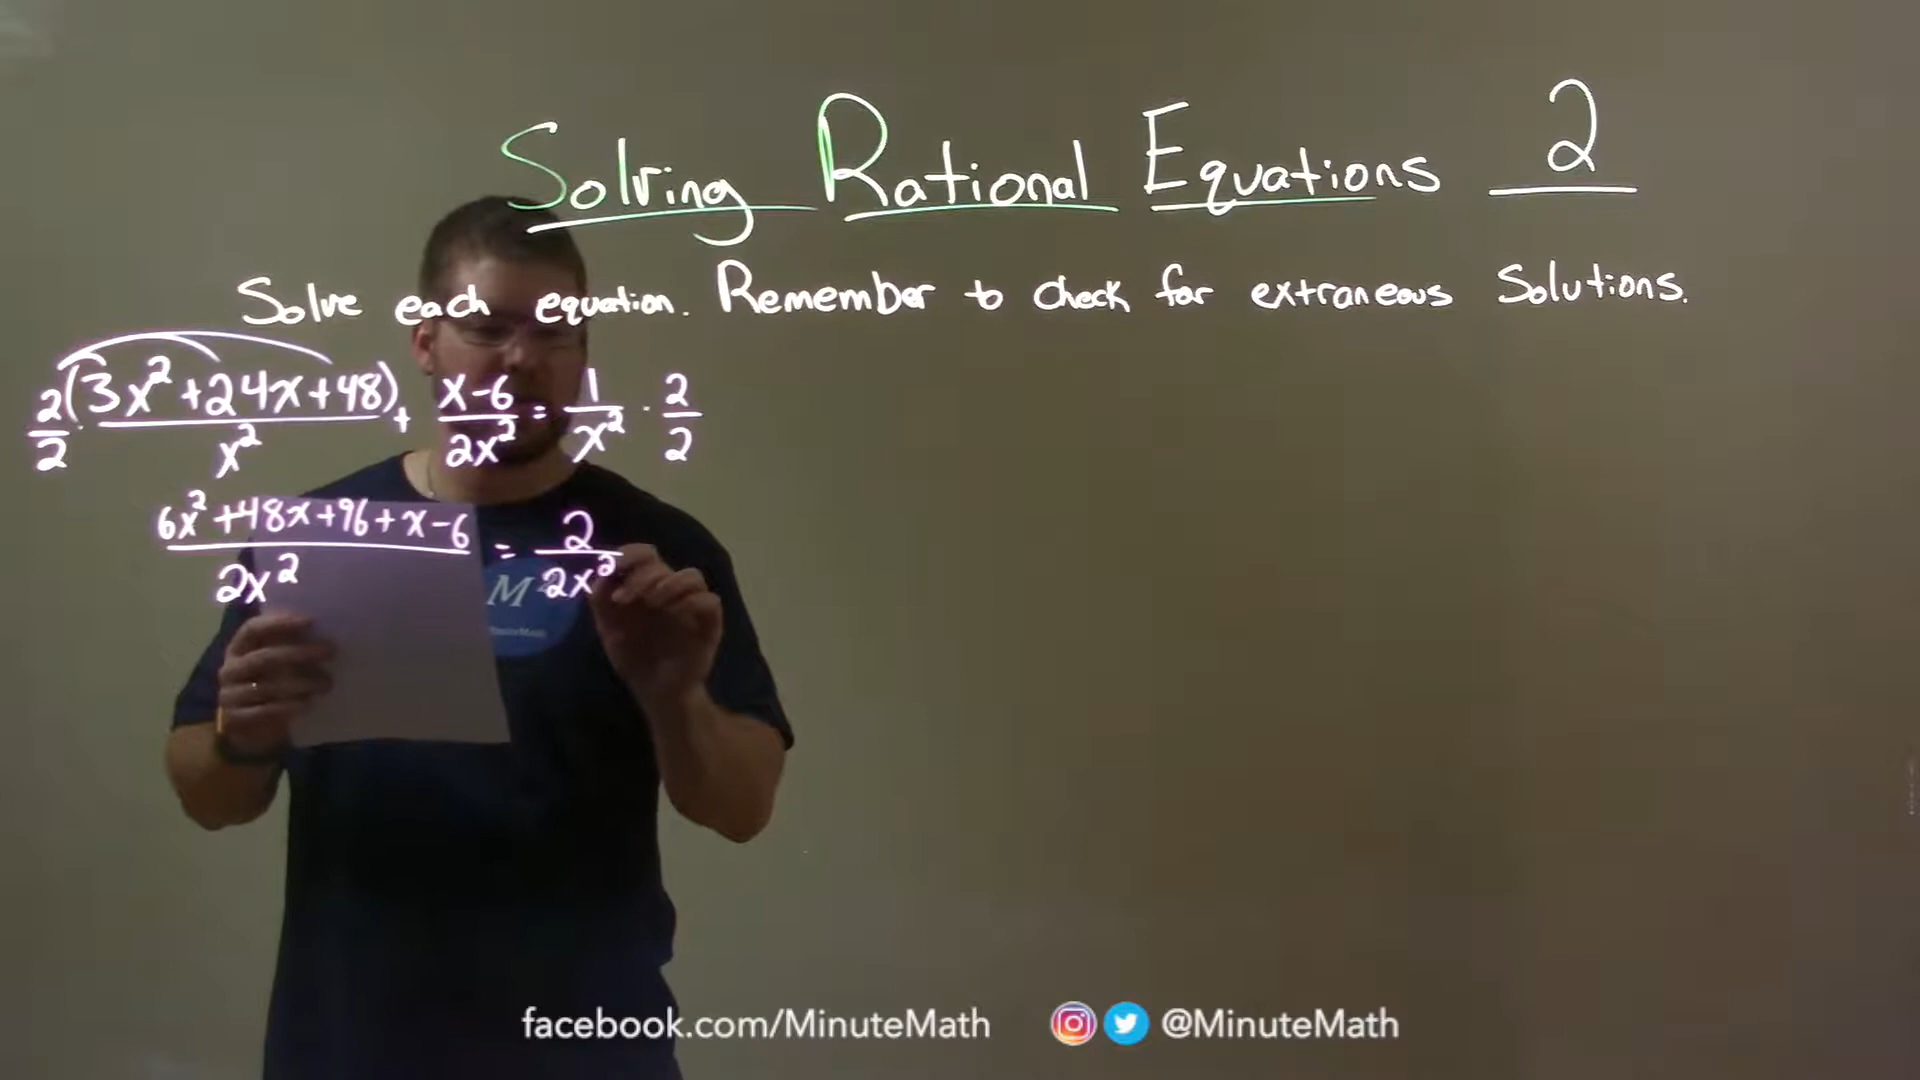 Solving Rational Equations 2
Solve each equation. Remember to check for extraneous Solutions.
2/2 · (3x² + 24x + 48)/x² + (x-6)/2x² = 1/x² · 2/2
(6x² + 48x + 96 + x - 6)/2x² = 2/2x²
M
MinuteMath
facebook.com/MinuteMath @MinuteMath